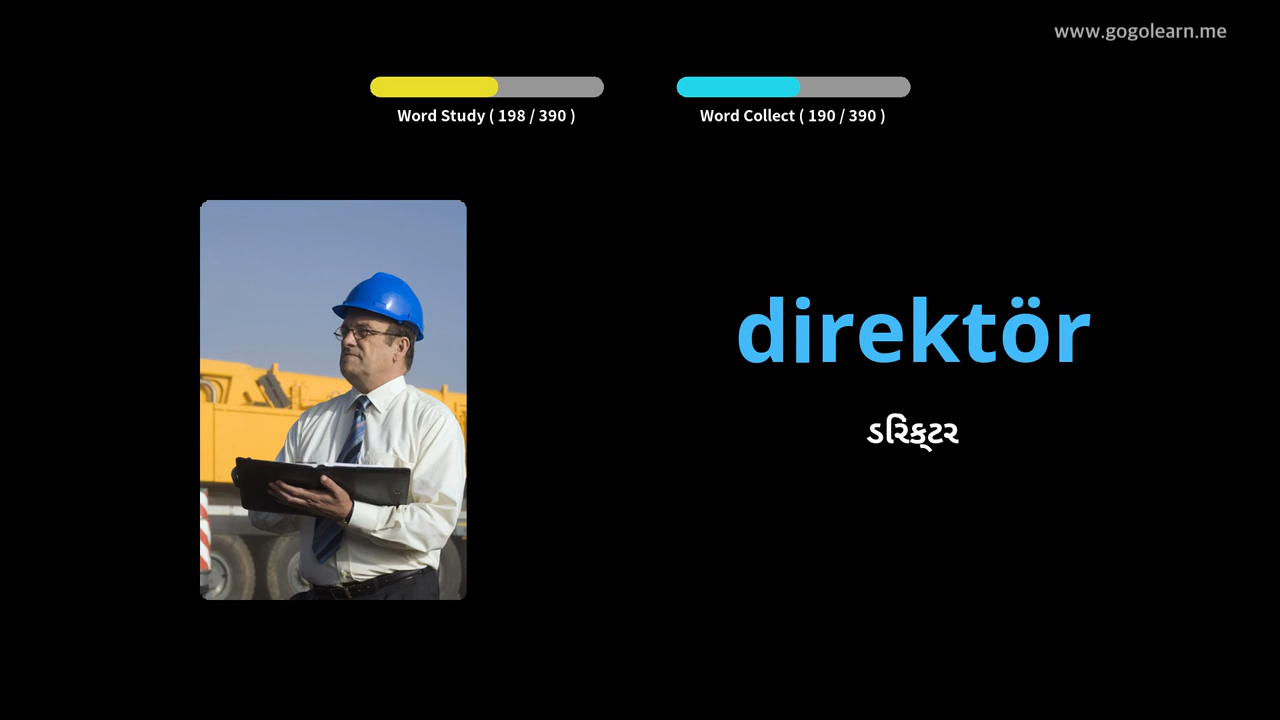 www.gogolearn.me
Word Study ( 198 / 390 )
Word Collect ( 190 / 390 )
direktör
ડિરેક્ટર